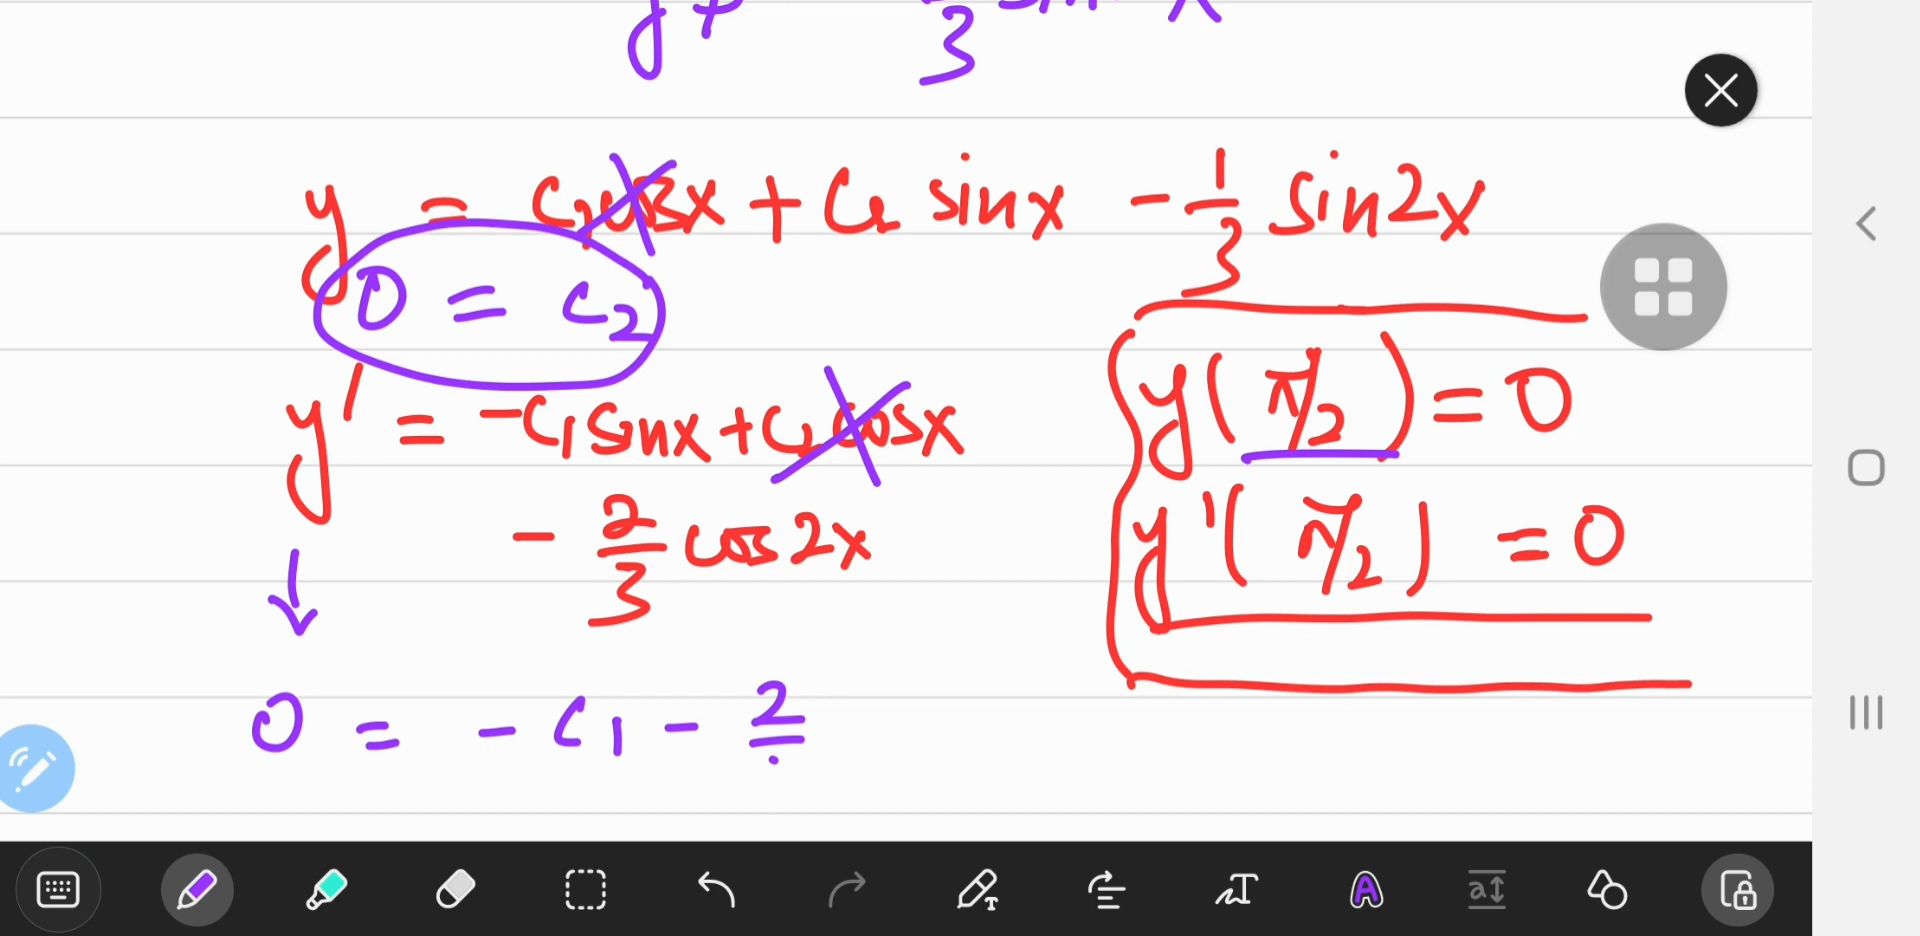 y = c₁cosx + c₂ sinx - 1/3 sin2x
0 = c₂
y' = -c₁sinx + c₂cosx
- 2/3 cos2x
y(π/2) = 0
y'(π/2) = 0
0 = -c₁ - 2